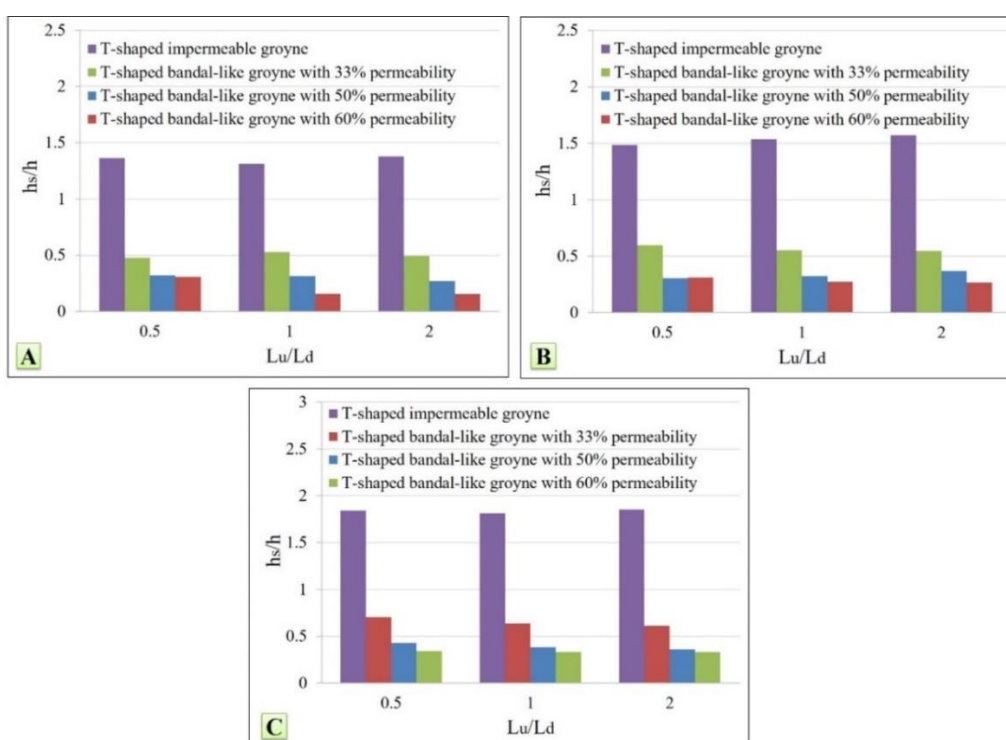 2.5
2
1.5
1
0.5
0
hs/h
T-shaped impermeable groyne
T-shaped bandal-like groyne with 33% permeability
T-shaped bandal-like groyne with 50% permeability
T-shaped bandal-like groyne with 60% permeability
0.5 1 2
Lu/Ld
A
2.5
2
1.5
1
0.5
0
hs/h
T-shaped impermeable groyne
T-shaped bandal-like groyne with 33% permeability
T-shaped bandal-like groyne with 50% permeability
T-shaped bandal-like groyne with 60% permeability
0.5 1 2
Lu/Ld
B
3
2.5
2
1.5
1
0.5
0
hs/h
T-shaped impermeable groyne
T-shaped bandal-like groyne with 33% permeability
T-shaped bandal-like groyne with 50% permeability
T-shaped bandal-like groyne with 60% permeability
0.5 1 2
Lu/Ld
C